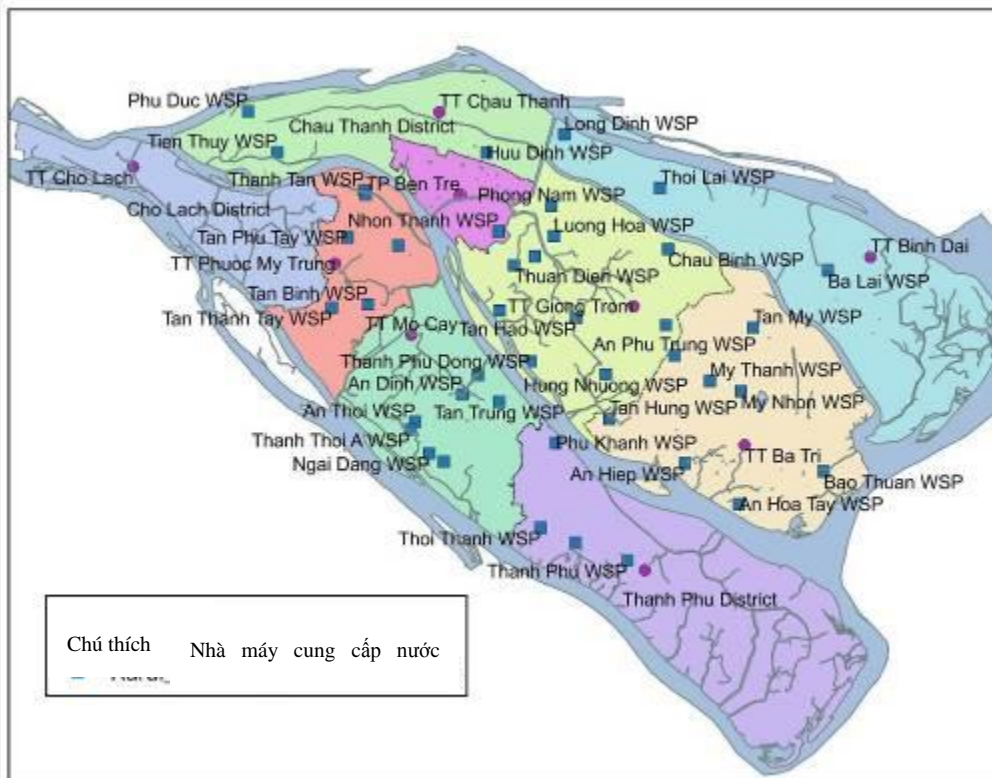 Phu Duc WSP
TT Chau Thanh
Chau Thanh District
Long Dinh WSP
Tien Thuy WSP
Huu Dinh WSP
TT Cho Lach
Thanh Tan WSP
TP Ben Tre
Thoi Lai WSP
Phong Nam WSP
Cho Lach District
Nhon Thanh WSP
Luong Hoa WSP
Tan Phu Tay WSP
TT Binh Dai
Chau Binh WSP
TT Phuoc My Trung
Thuan Dien WSP
Ba Lai WSP
Tan Binh WSP
TT Giong Trom
Tan Thanh Tay WSP
TT Mo Cay
Tan Hao WSP
Tan My WSP
An Phu Trung WSP
Thanh Phu Dong WSP
My Thanh WSP
An Dinh WSP
Hung Nhuong WSP
My Nhon WSP
An Thoi WSP
Tan Trung WSP
Tan Hung WSP
Thanh Thoi A WSP
Phu Khanh WSP
TT Ba Tri
Ngai Dang WSP
An Hiep WSP
Bao Thuan WSP
An Hoa Tay WSP
Thoi Thanh WSP
Thanh Phu WSP
Thanh Phu District
Chú thích
Nhà máy cung cấp nước